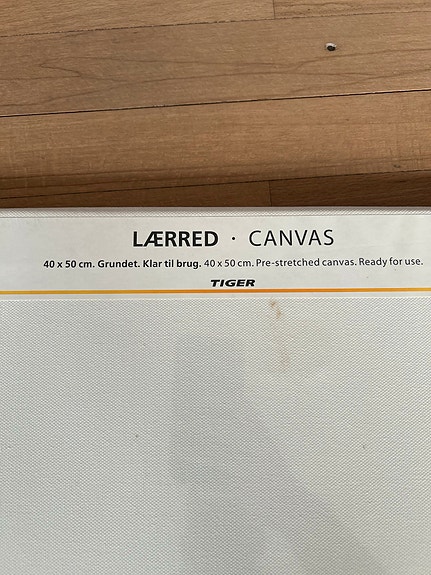 LÆRRED · CANVAS
40 x 50 cm. Grundet. Klar til brug. 40 x 50 cm. Pre-stretched canvas. Ready for use.
TIGER